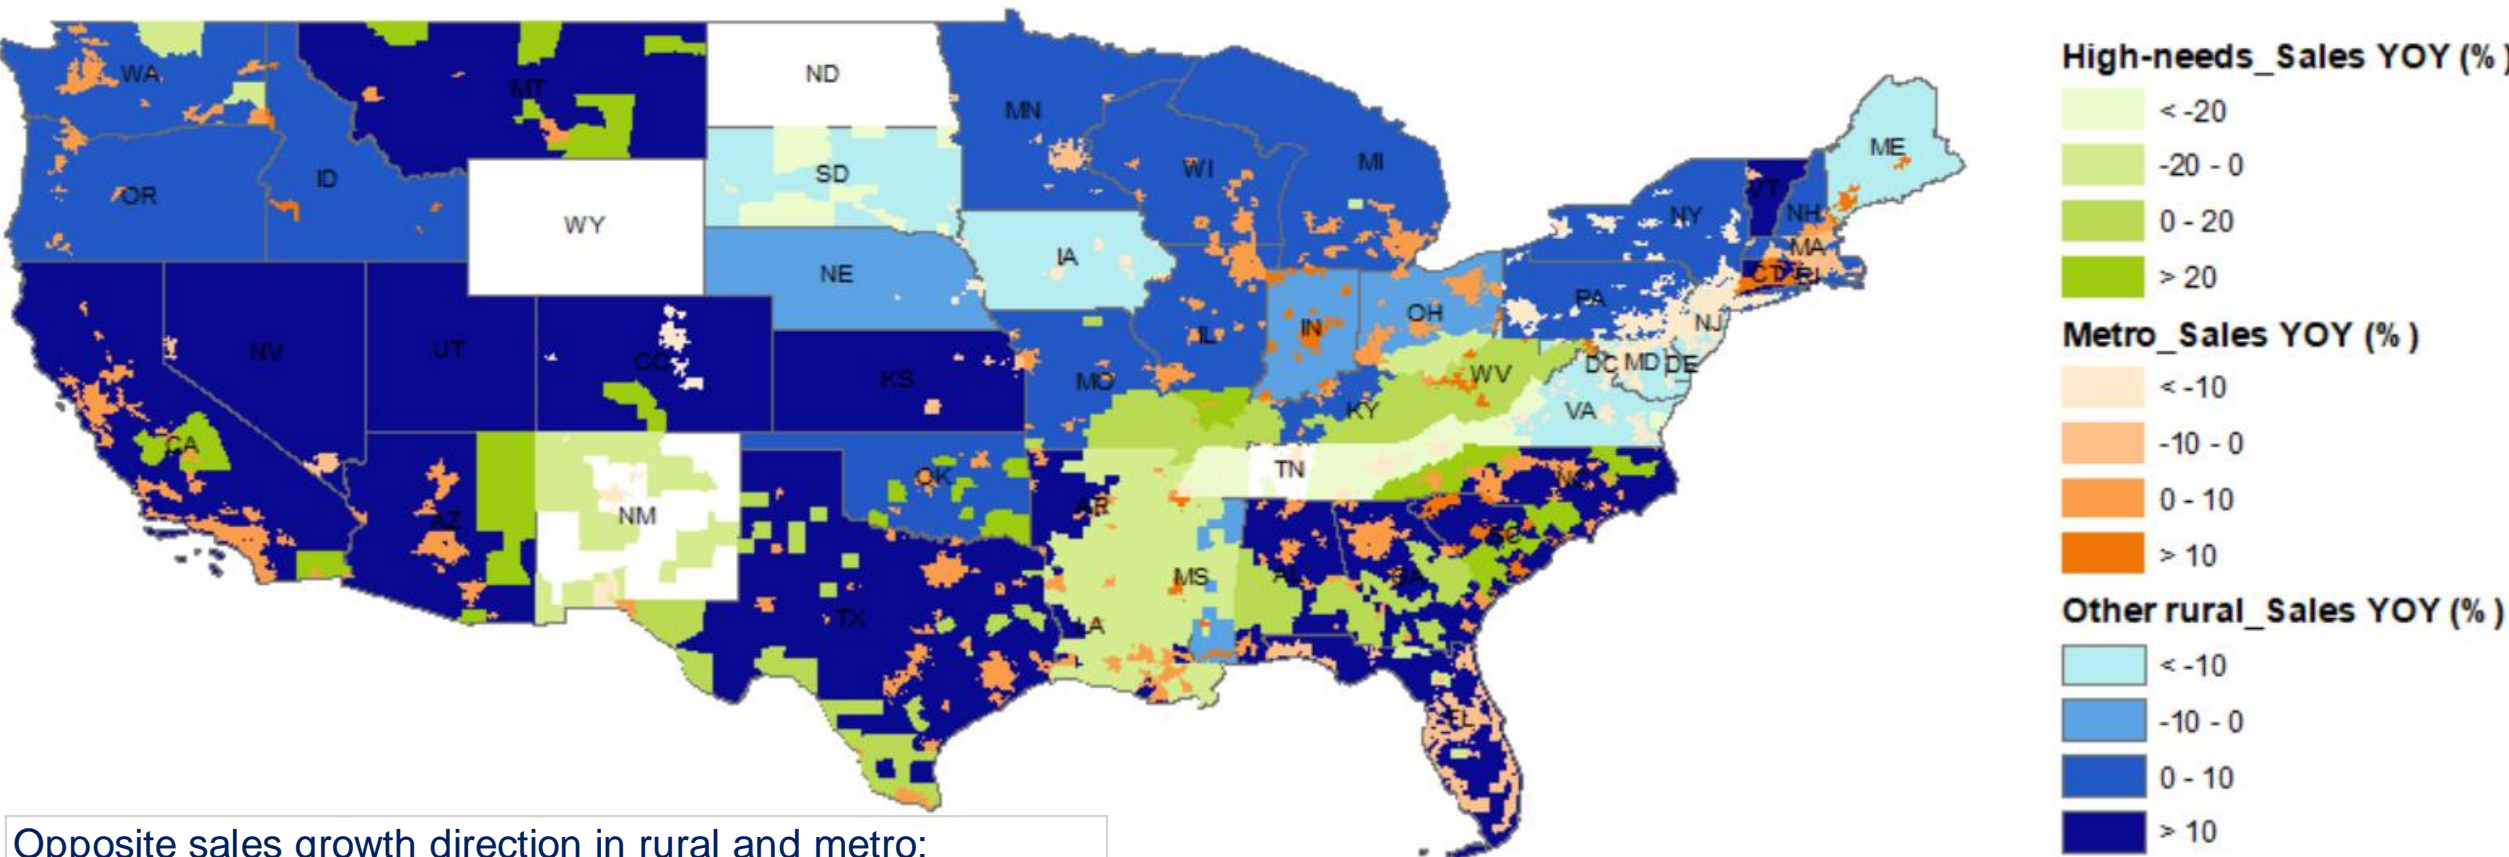 ND
WA
MT
MN
ME
SD
MI
WI
ID
OR
NY
VT
NH
WY
MA
IA
CT
RI
NE
PA
OH
NJ
IN
IL
NV
UT
CO
DC
MD
DE
WV
KS
MO
KY
VA
CA
TN
OK
NC
NM
AR
AZ
SC
MS
AL
GA
TX
LA
FL
High-needs_Sales YOY (%)
< -20
-20 - 0
0 - 20
> 20
Metro_Sales YOY (%)
< -10
-10 - 0
0 - 10
> 10
Other rural_Sales YOY (%)
< -10
-10 - 0
0 - 10
> 10
Opposite sales growth direction in rural and metro: